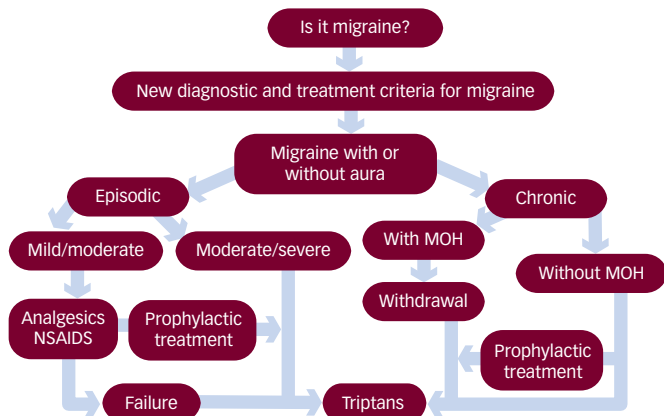 Is it migraine?
New diagnostic and treatment criteria for migraine
Migraine with or
without aura
Episodic
Chronic
Mild/moderate
Moderate/severe
With MOH
Without MOH
Analgesics
NSAIDS
Prophylactic
treatment
Withdrawal
Prophylactic
treatment
Failure
Triptans